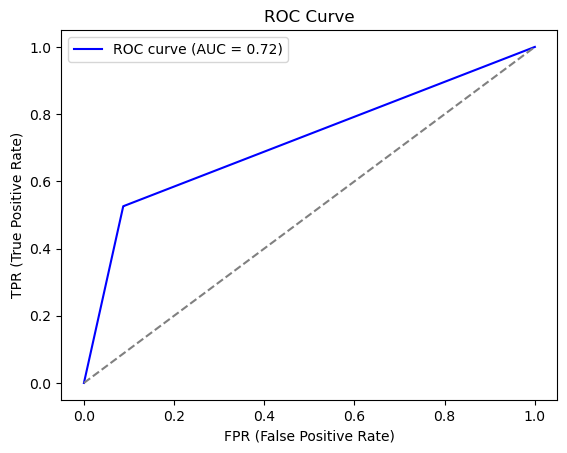 ROC Curve
ROC curve (AUC = 0.72)
TPR (True Positive Rate)
1.0
0.8
0.6
0.4
0.2
0.0
0.0 0.2 0.4 0.6 0.8 1.0
FPR (False Positive Rate)